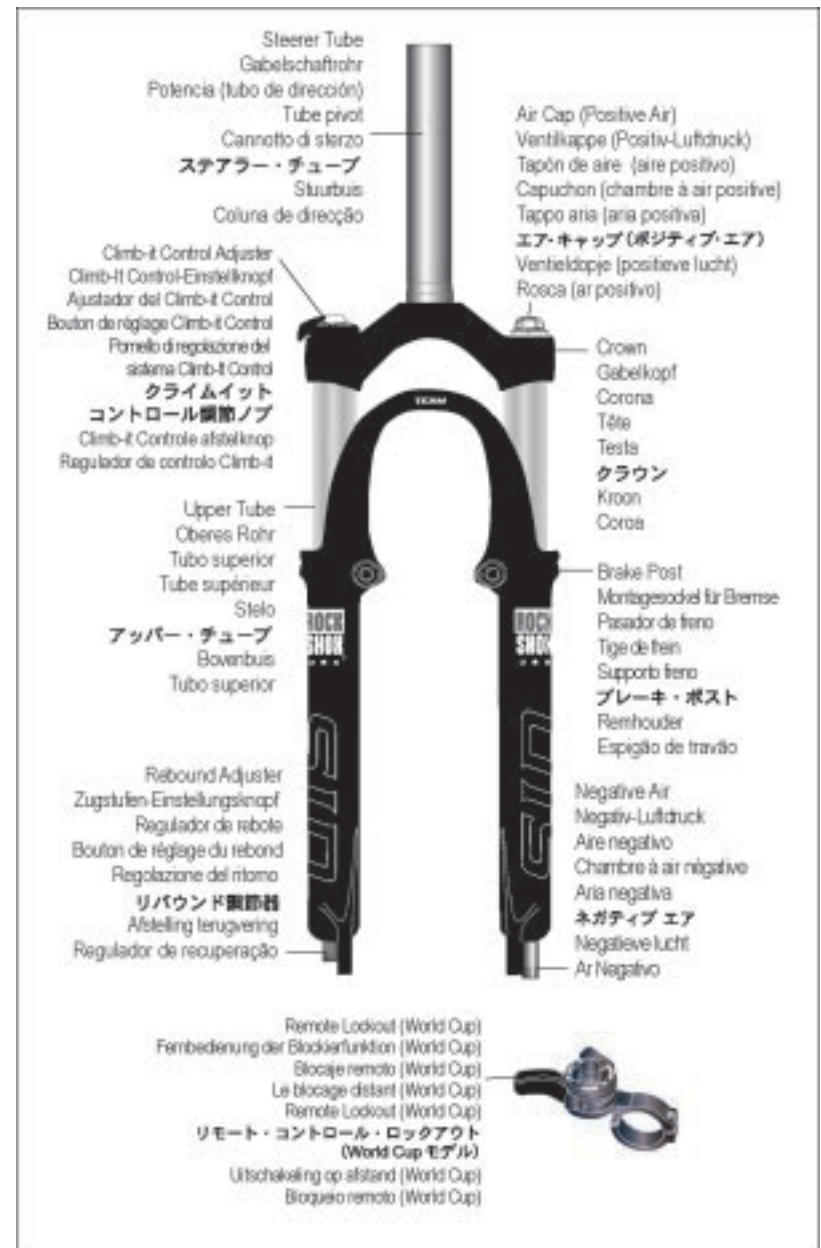 Steerer Tube
Gabelschaftrohr
Potencia (tubo de dirección)
Tube pivot
Cannotto di sterzo
ステアラー・チューブ
Stuurbuis
Coluna de direcção
Air Cap (Positive Air)
Ventilkappe (Positiv-Luftdruck)
Tapón de aire (aire positivo)
Capuchon (chambre à air positive)
Tappo aria (aria positiva)
エア・キャップ(ポジティブ・エア)
Ventieldopje (positieve lucht)
Rosca (ar positivo)
Climb-it Control Adjuster
Climb-It Control-Einstellknopf
Ajustador del Climb-it Control
Bouton de réglage Climb-it Control
Pomello di regolazione del
sistema Climb-It Control
クライムイット
コントロール調節ノブ
Climb-it Controle afstelknop
Regulador de controlo Climb-it
Crown
Gabelkopf
Corona
Tête
Testa
クラウン
Kroon
Coroa
TEAM
Upper Tube
Oberes Rohr
Tubo superior
Tube supérieur
Stelo
アッパー・チューブ
Bovenbuis
Tubo superior
Brake Post
Montagesockel für Bremse
Pasador de freno
Tige de frein
Supporto freno
ブレーキ・ポスト
Remhouder
Espigão de travão
ROCK
SHOX
ROCK
SHOX
SID
SID
Rebound Adjuster
Zugstufen-Einstellungsknopf
Regulador de rebote
Bouton de réglage du rebond
Regolazione del ritorno
リバウンド調節器
Afstelling terugvering
Regulador de recuperação
Negative Air
Negativ-Luftdruck
Aire negativo
Chambre à air négative
Aria negativa
ネガティブ エア
Negatieve lucht
Ar Negativo
Remote Lockout (World Cup)
Fernbedienung der Blockierfunktion (World Cup)
Blocaje remoto (World Cup)
Le blocage distant (World Cup)
Remote Lockout (World Cup)
リモート・コントロール・ロックアウト
(World Cup モデル)
Uitschakeling op afstand (World Cup)
Bloqueio remoto (World Cup)